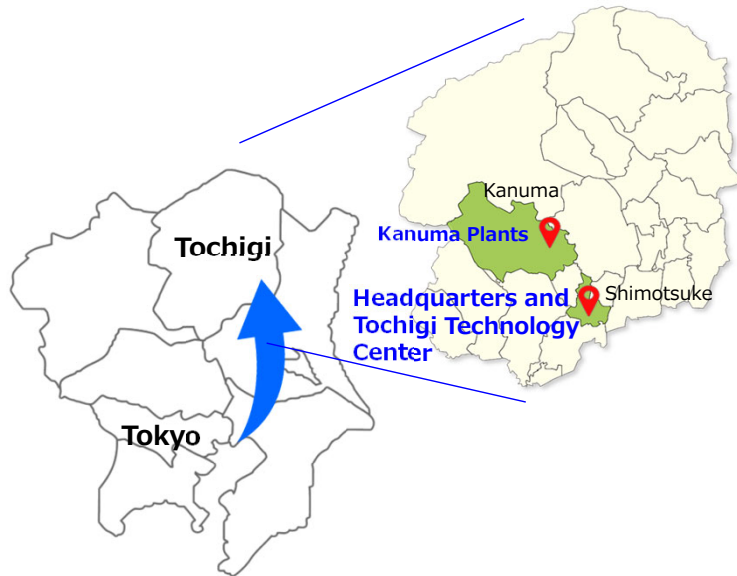 Tochigi
Tokyo
Kanuma
Kanuma Plants
Shimotsuke
Headquarters and
Tochigi Technology
Center